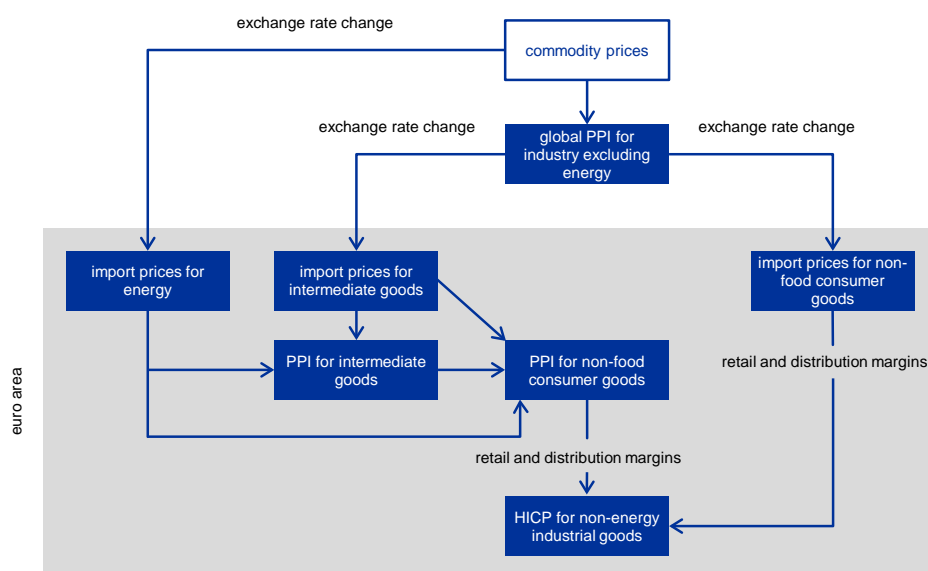 exchange rate change
commodity prices
exchange rate change
exchange rate change
global PPI for
industry excluding
energy
import prices for
energy
import prices for
intermediate goods
import prices for non-
food consumer
goods
PPI for intermediate
goods
PPI for non-food
consumer goods
retail and distribution margins
euro area
retail and distribution margins
HICP for non-energy
industrial goods